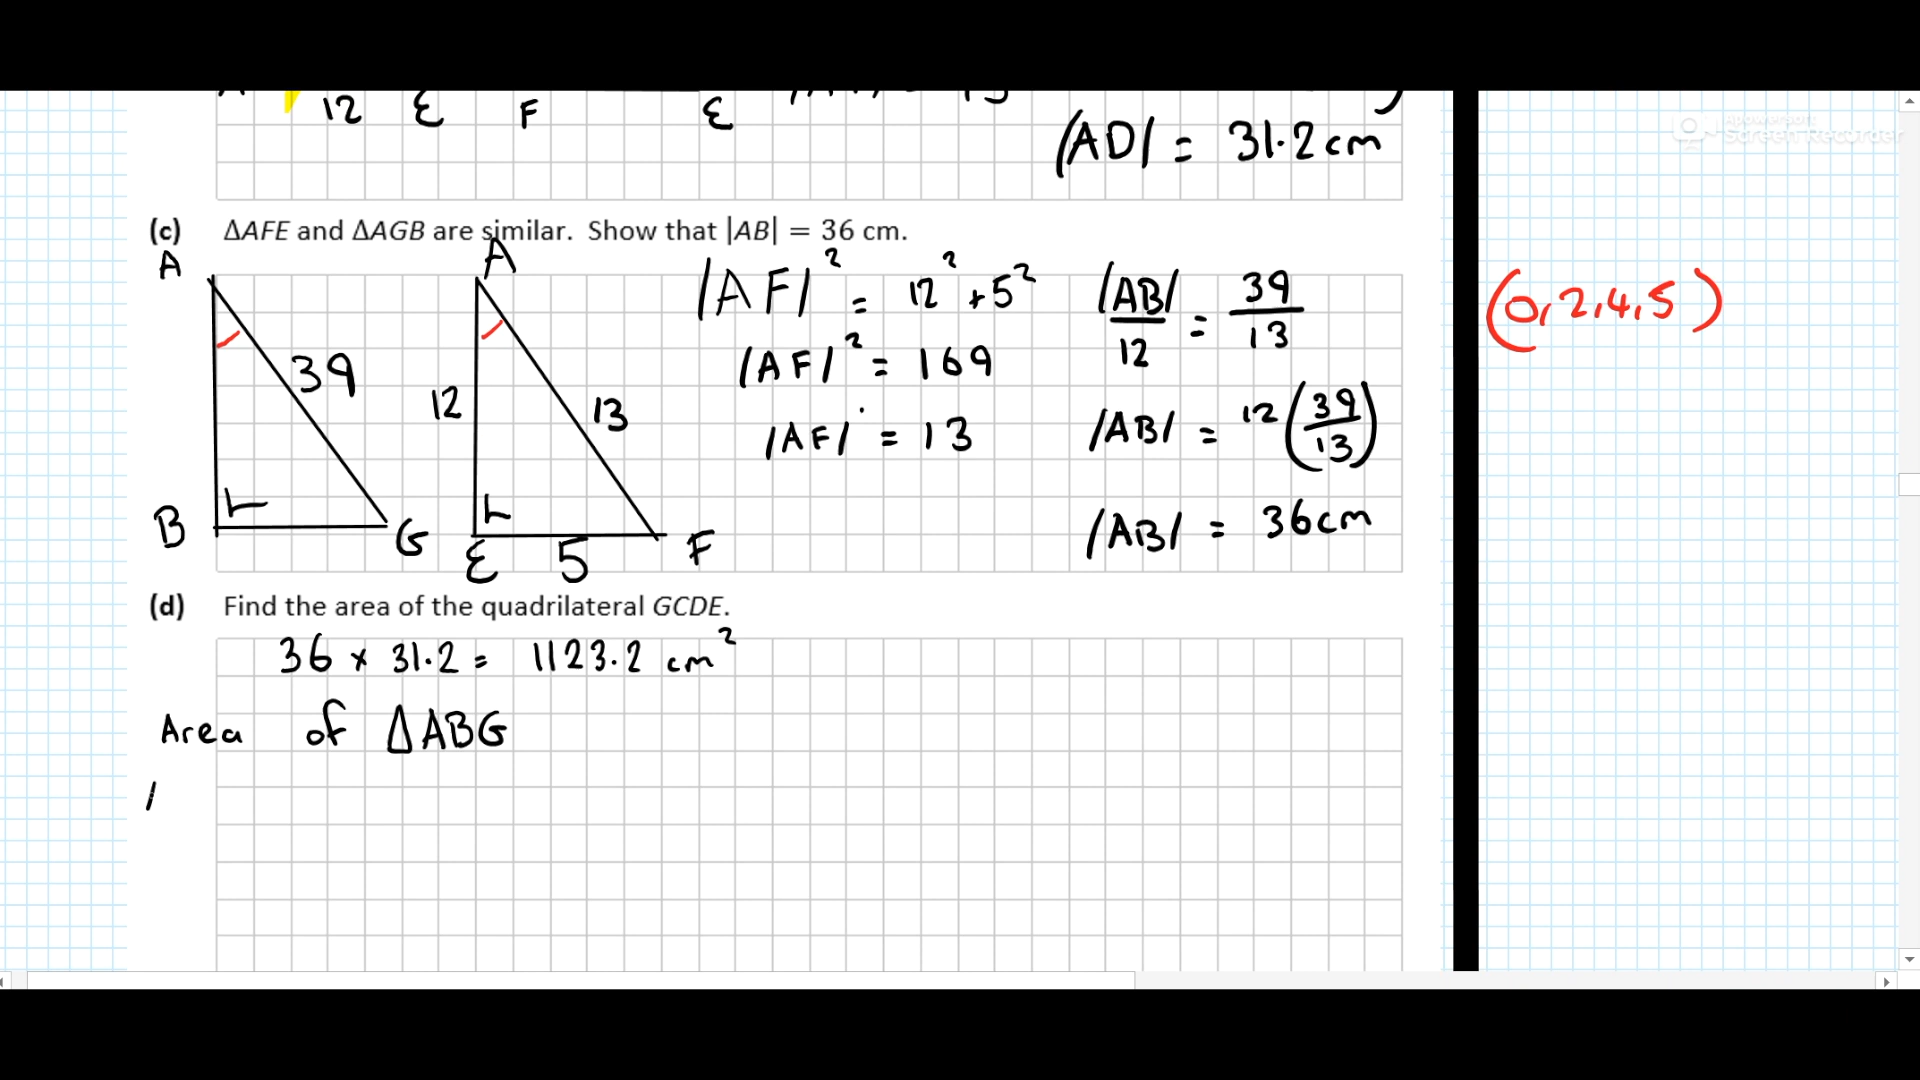 12 E F E
|AD| = 31.2cm
Apowersoft
Screen Recorder
(c) ΔAFE and ΔAGB are similar. Show that |AB| = 36 cm.
A A
B G E F
39 12 13 5
|AF|² = 12² + 5²
|AF|² = 169
|AF| = 13
|AB|/12 = 39/13
|AB| = 12(39/13)
|AB| = 36cm
(0,2,4,5)
(d) Find the area of the quadrilateral GCDE.
36 × 31.2 = 1123.2 cm²
Area of ΔABG